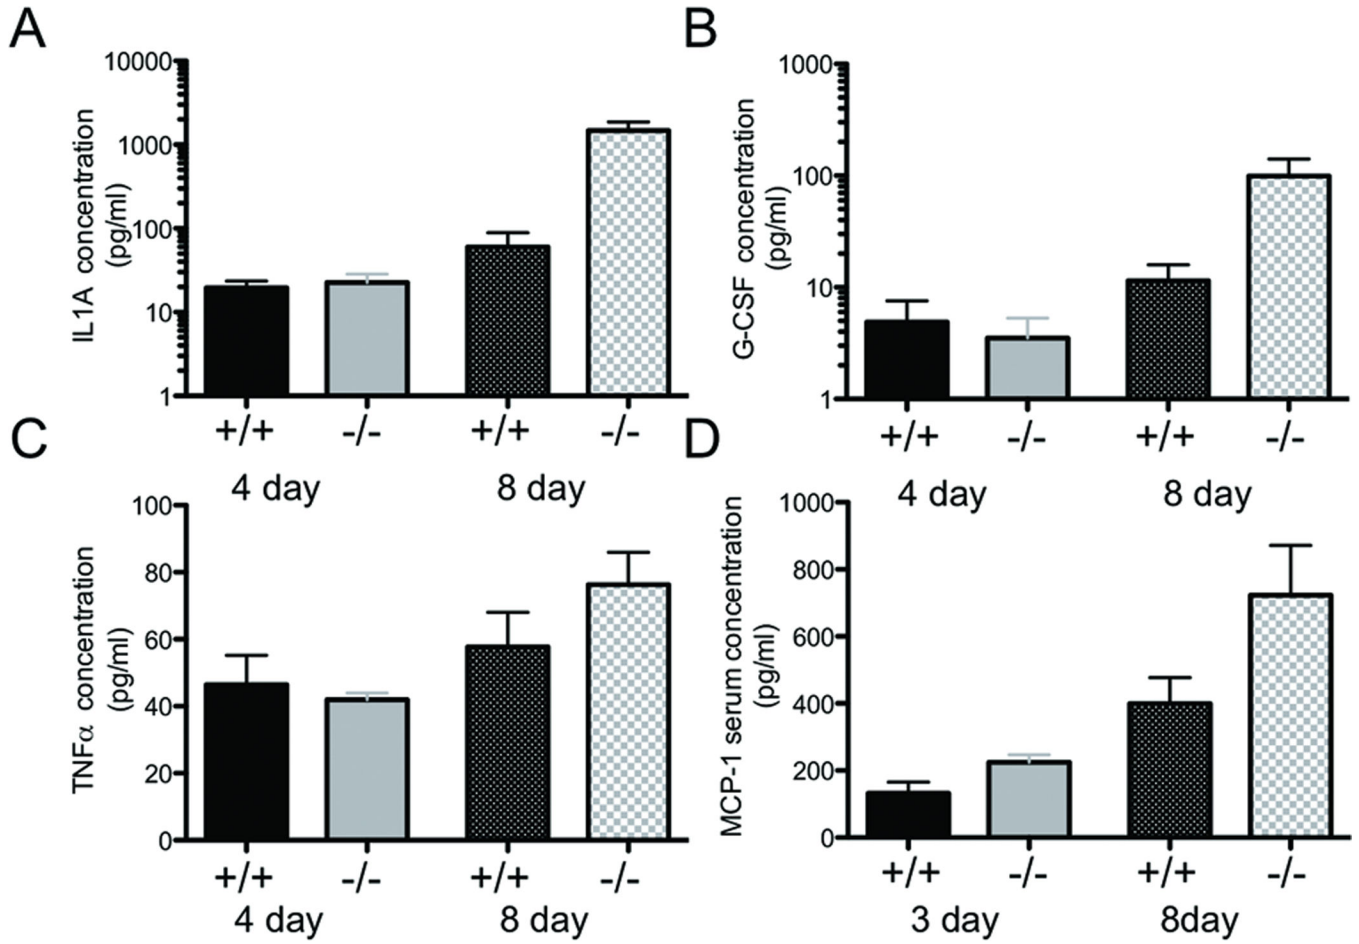 A
IL1A concentration
(pg/ml)
10000
1000
100
10
1
+/+ -/- +/+ -/-
4 day 8 day
B
G-CSF concentration
(pg/ml)
1000
100
10
1
+/+ -/- +/+ -/-
4 day 8 day
C
TNFα concentration
(pg/ml)
100
80
60
40
20
0
+/+ -/- +/+ -/-
4 day 8 day
D
MCP-1 serum concentration
(pg/ml)
1000
800
600
400
200
0
+/+ -/- +/+ -/-
3 day 8day